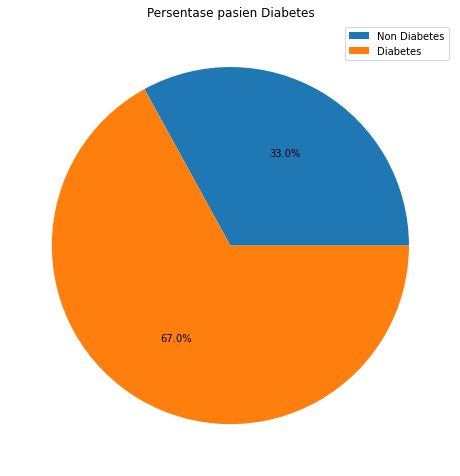 Persentase pasien Diabetes
Non Diabetes
Diabetes
33.0%
67.0%